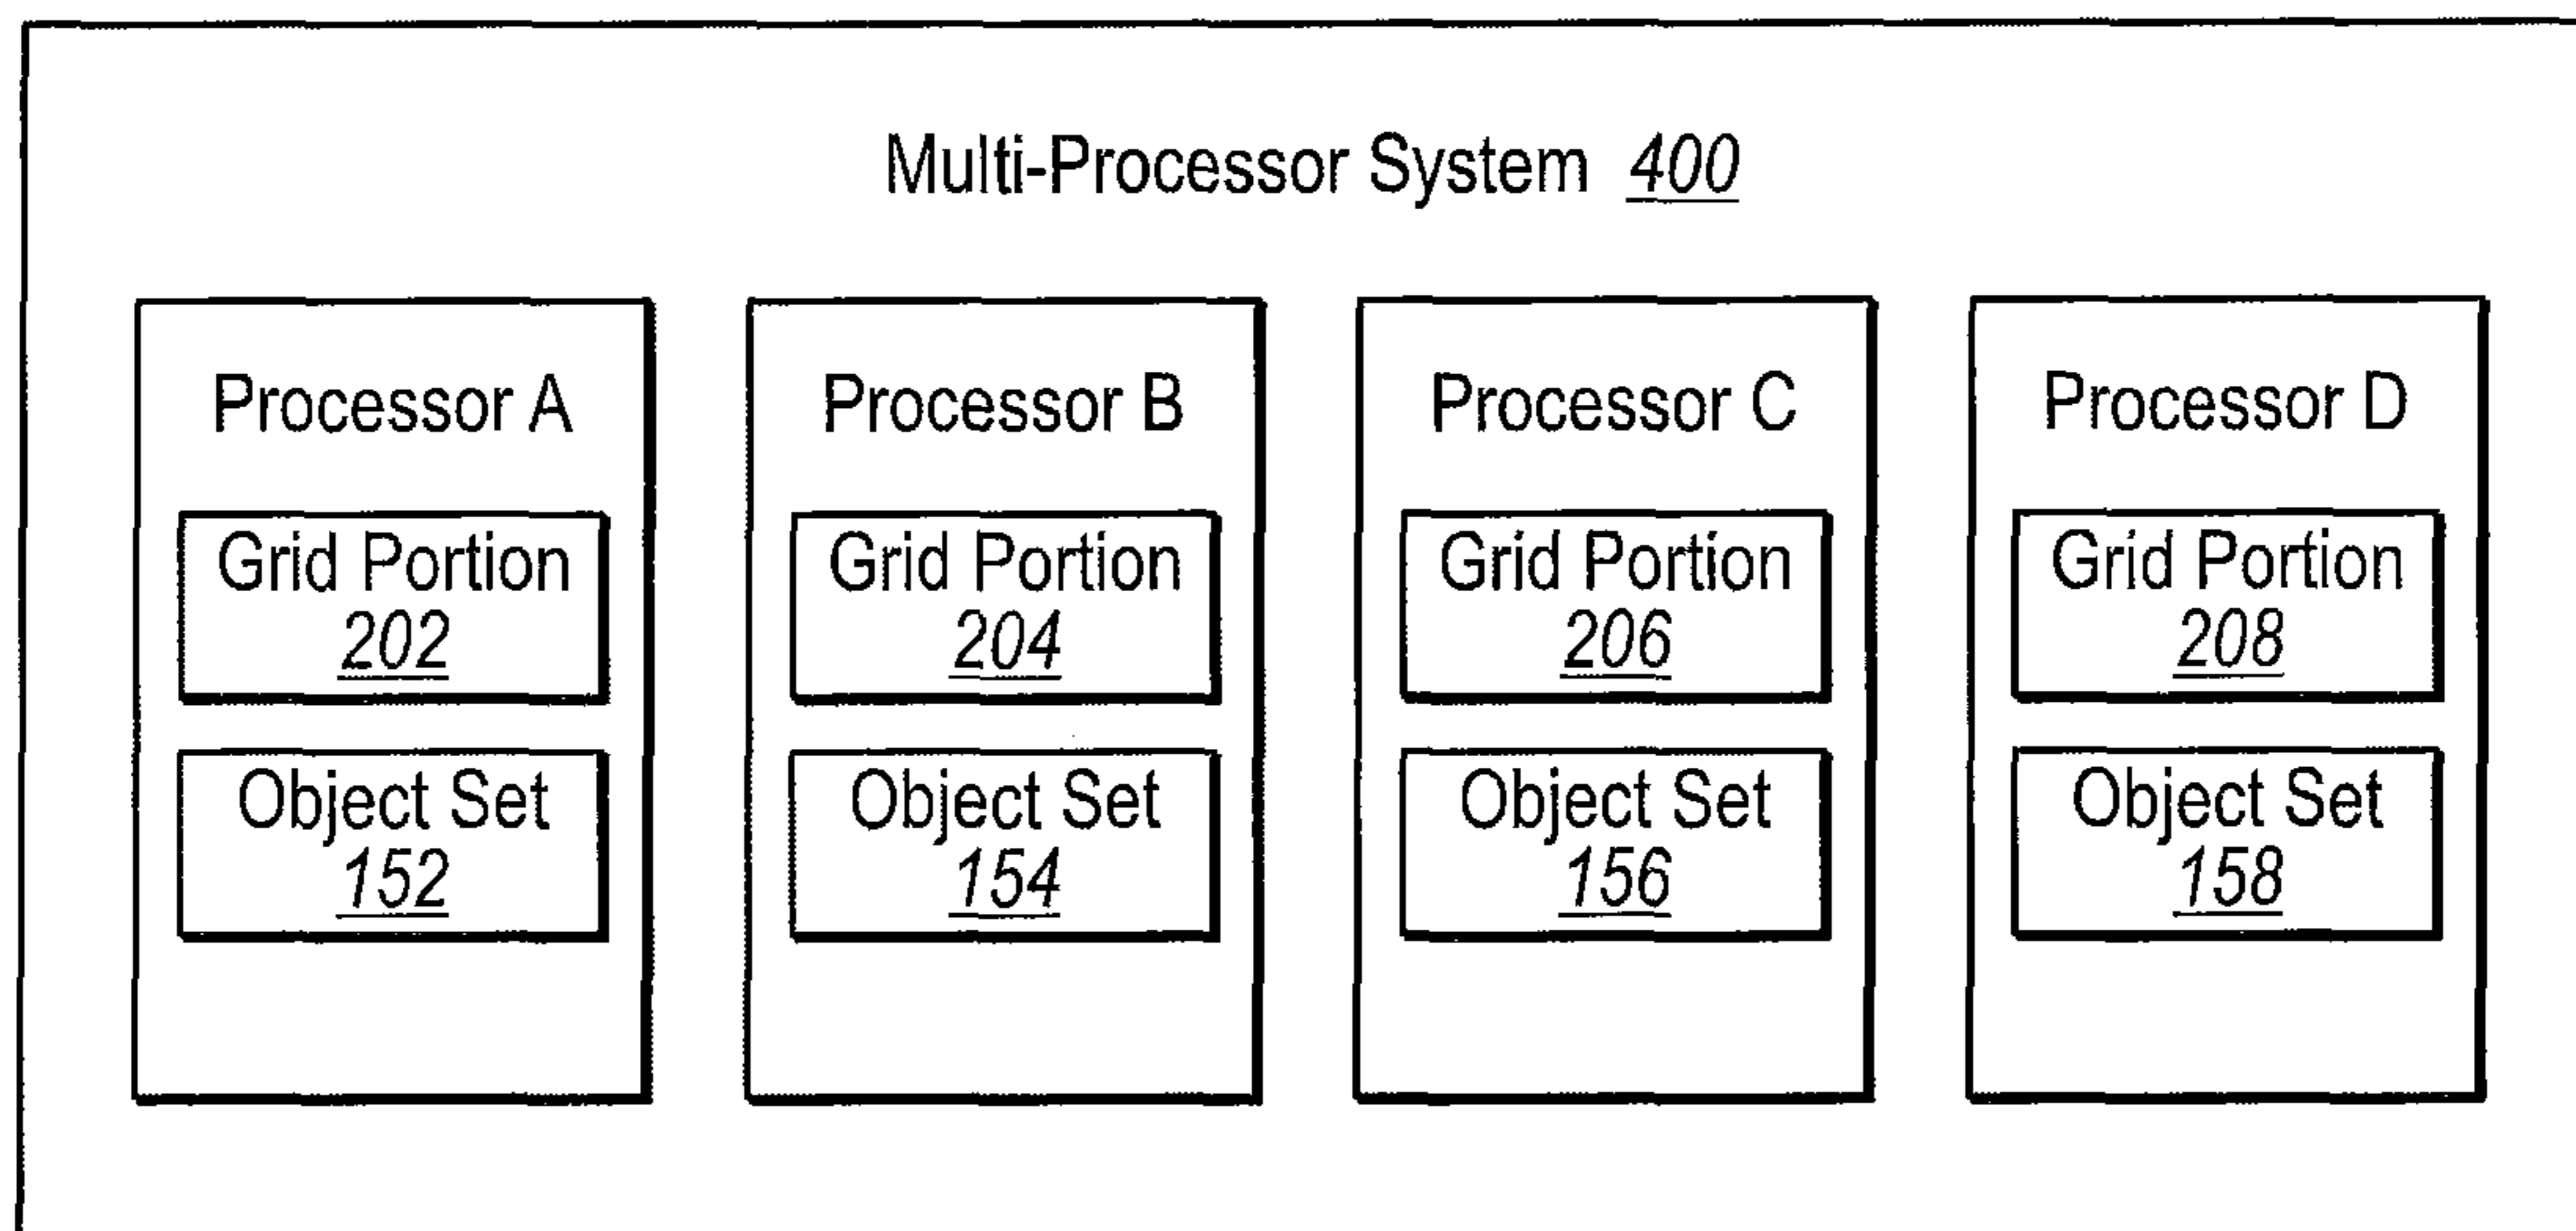 Multi-Processor System 400
Processor A
Grid Portion
202
Object Set
152
Processor B
Grid Portion
204
Object Set
154
Processor C
Grid Portion
206
Object Set
156
Processor D
Grid Portion
208
Object Set
158